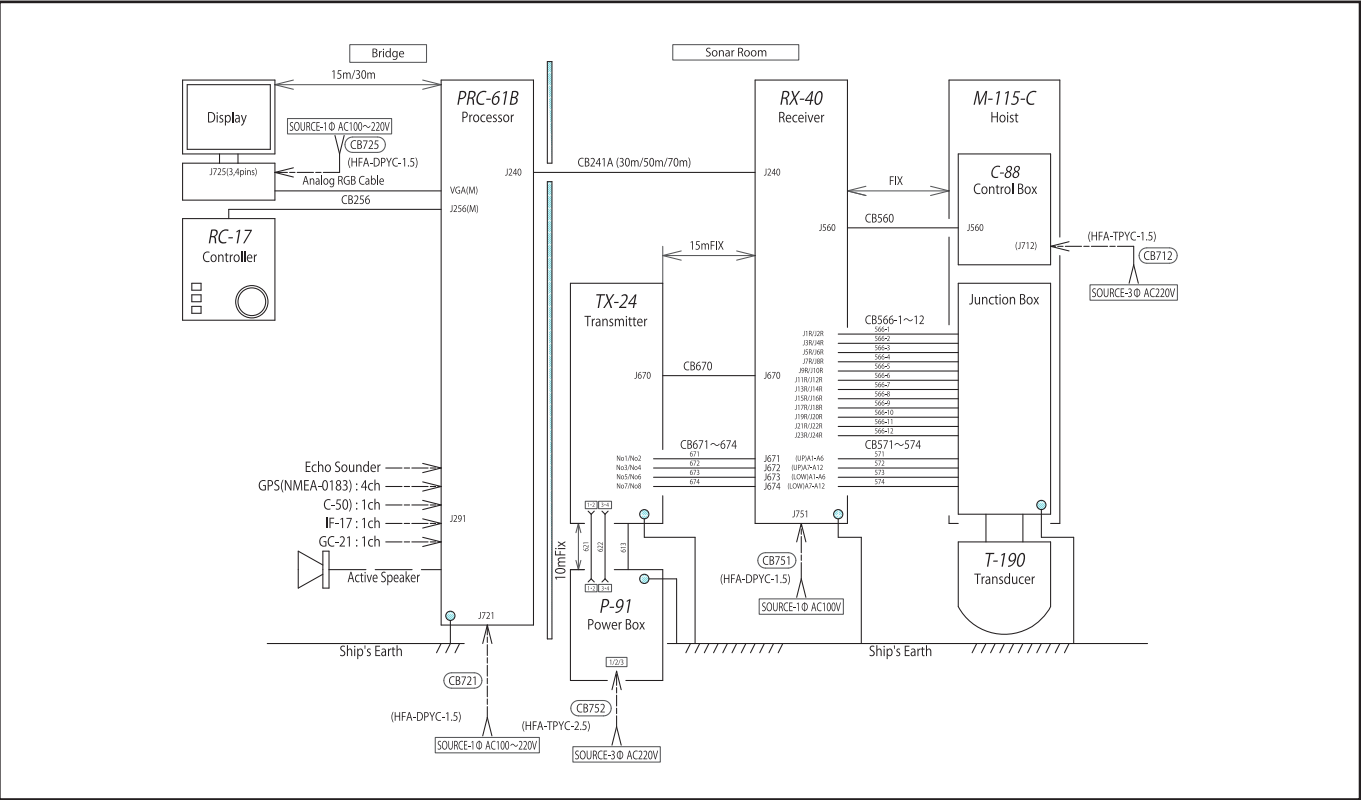 Bridge
Sonar Room
15m/30m
Display
SOURCE-1Φ AC100～220V
CB725
(HFA-DPYC-1.5)
J725(3,4pins)
Analog RGB Cable
CB256
RC-17
Controller
PRC-61B
Processor
J240
VGA(M)
J256(M)
CB241A (30m/50m/70m)
RX-40
Receiver
J240
FIX
CB560
J560
M-115-C
Hoist
C-88
Control Box
J560
(J712)
(HFA-TPYC-1.5)
CB712
SOURCE-3Φ AC220V
15mFIX
TX-24
Transmitter
J670
CB670
J670
Junction Box
CB566-1～12
J1R/J2R 566-1
J3R/J4R 566-2
J5R/J6R 566-3
J7R/J8R 566-4
J9R/J10R 566-5
J11R/J12R 566-6
J13R/J14R 566-7
J15R/J16R 566-8
J17R/J18R 566-9
J19R/J20R 566-10
J21R/J22R 566-11
J23R/J24R 566-12
CB671～674
CB571～574
No1/No2 671 J671 (UP)A1-A6 571
No3/No4 672 J672 (UP)A7-A12 572
No5/No6 673 J673 (LOW)A1-A6 573
No7/No8 674 J674 (LOW)A7-A12 574
Echo Sounder
GPS(NMEA-0183) : 4ch
C-50) : 1ch
IF-17 : 1ch
GC-21 : 1ch
J291
Active Speaker
J721
1-2 3-4
10mFix
621
622
613
1-2 3-4
P-91
Power Box
1/2/3
J751
CB751
(HFA-DPYC-1.5)
SOURCE-1Φ AC100V
T-190
Transducer
Ship's Earth
Ship's Earth
CB721
(HFA-DPYC-1.5)
SOURCE-1Φ AC100～220V
CB752
(HFA-TPYC-2.5)
SOURCE-3Φ AC220V